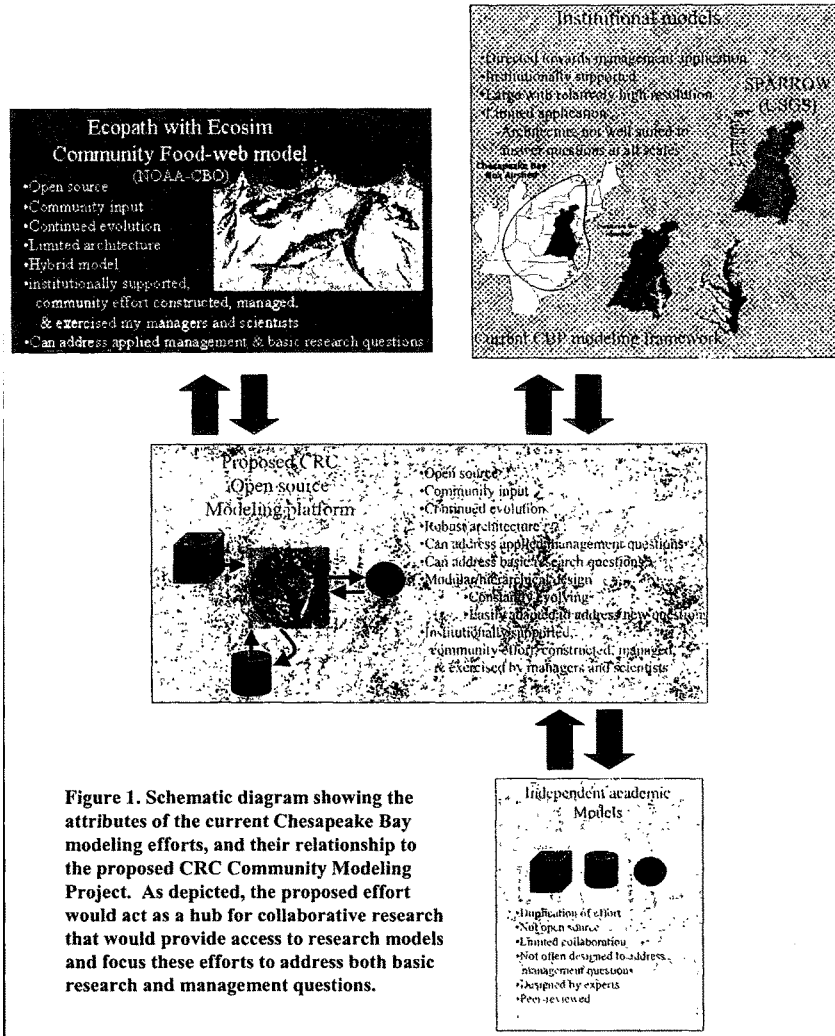 Institutional models
•Directed towards management application
•Institutionally supported
•Large with relatively high resolution
•Limited application
Architecture not well suited to
answer questions at all scales
SPARROW
(USGS)
Chesapeake Bay
Airshed
Current CBP modeling framework
Ecopath with Ecosim
Community Food-web model
(NOAA-CBO)
•Open source
•Community input
•Continued evolution
•Limited architecture
•Hybrid model
•institutionally supported,
community effort constructed, managed,
& exercised my managers and scientists
•Can address applied management & basic research questions
Proposed CRC
Open source
Modeling platform
•Open source
•Community input
•Continued evolution
•Robust architecture
•Can address applied management questions
•Can address basic research questions
•Modular/hierarchical design
•Constantly evolving
•Easily adapted to address new question
•Institutionally supported,
community effort, constructed, managed,
& exercised by managers and scientists
Figure 1. Schematic diagram showing the
attributes of the current Chesapeake Bay
modeling efforts, and their relationship to
the proposed CRC Community Modeling
Project. As depicted, the proposed effort
would act as a hub for collaborative research
that would provide access to research models
and focus these efforts to address both basic
research and management questions.
Independent academic
Models
•Duplication of effort
•Not open source
•Limited collaboration
•Not often designed to address
management questions
•Designed by experts
•Peer-reviewed